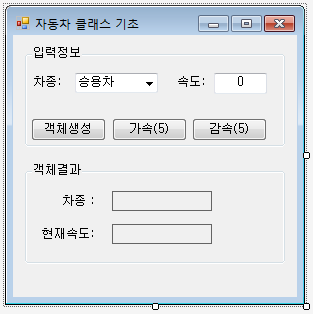 자동차 클래스 기초
입력정보
차종: 승용차 속도: 0
객체생성 가속(5) 감속(5)
객체결과
차종 :
현재속도: